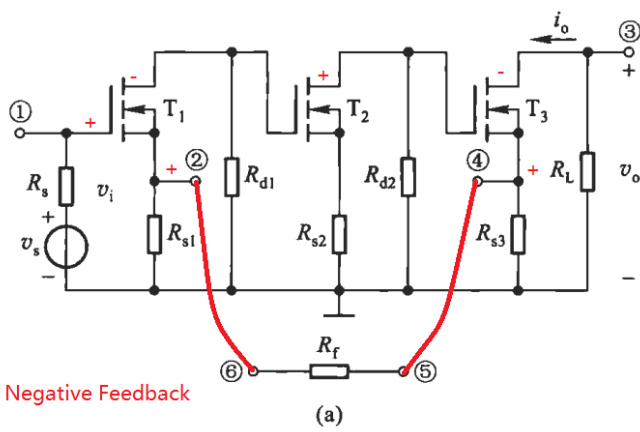 i_o ③
- + - +
① + T₁ T₂ T₃
+ ② ④ +
R_s v_i R_d1 R_d2 R_L v_o
+
v_s R_s1 R_s2 R_s3
- -
R_f
⑥ ⑤
Negative Feedback
(a)